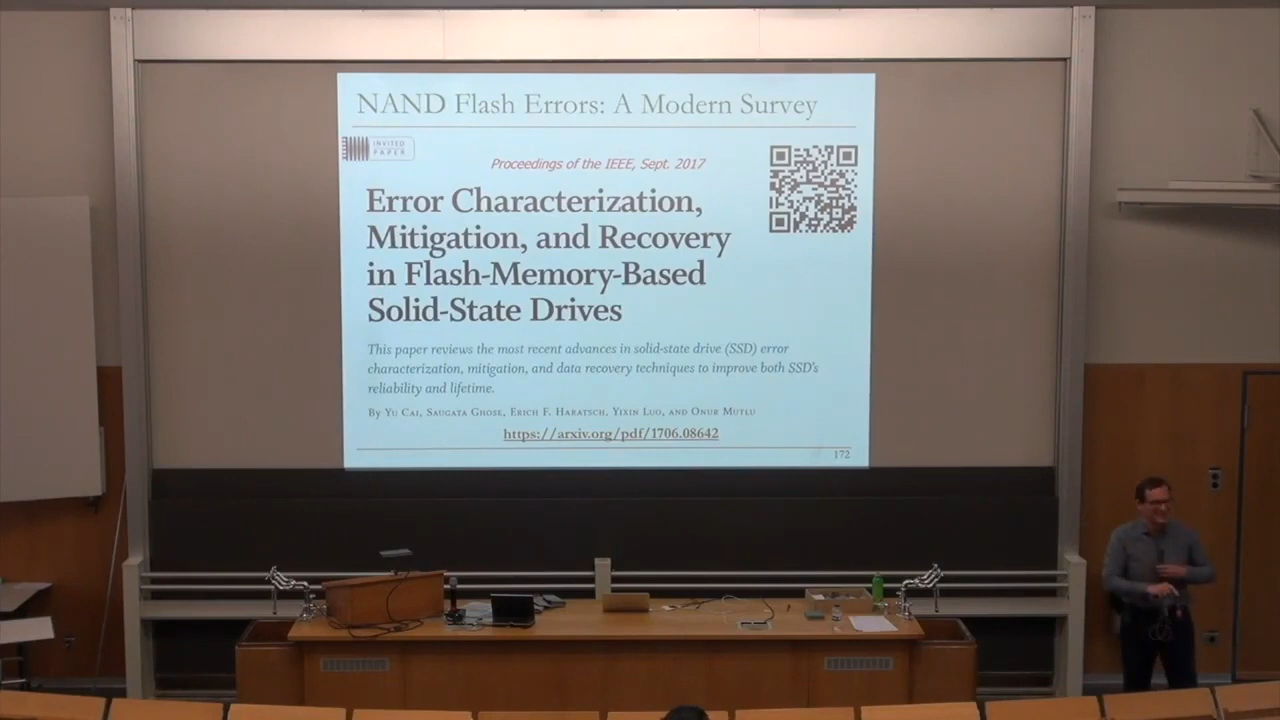 NAND Flash Errors: A Modern Survey
INVITED
PAPER
Proceedings of the IEEE, Sept. 2017
Error Characterization,
Mitigation, and Recovery
in Flash-Memory-Based
Solid-State Drives
This paper reviews the most recent advances in solid-state drive (SSD) error
characterization, mitigation, and data recovery techniques to improve both SSD's
reliability and lifetime.
By Yu Cai, Saugata Ghose, Erich F. Haratsch, Yixin Luo, and Onur Mutlu
https://arxiv.org/pdf/1706.08642
172